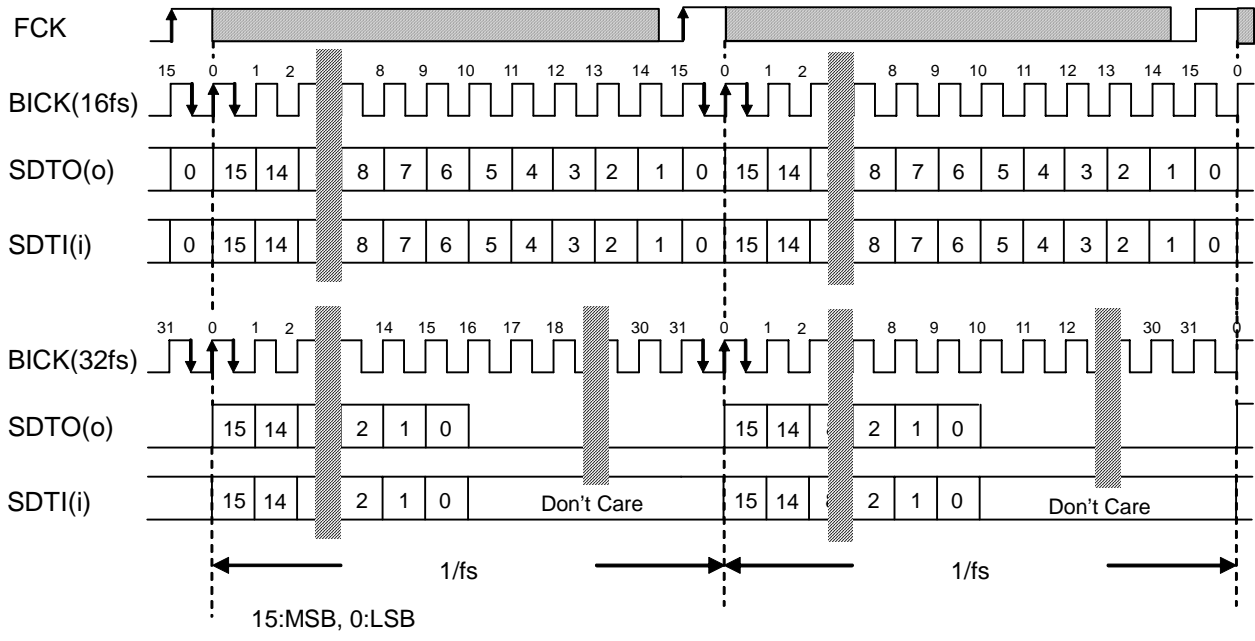 FCK
15 0 1 2 8 9 10 11 12 13 14 15 0 1 2 8 9 10 11 12 13 14 15 0
BICK(16fs)
SDTO(o) 0 15 14 8 7 6 5 4 3 2 1 0 15 14 8 7 6 5 4 3 2 1 0
SDTI(i) 0 15 14 8 7 6 5 4 3 2 1 0 15 14 8 7 6 5 4 3 2 1 0
31 0 1 2 14 15 16 17 18 30 31 0 1 2 8 9 10 11 12 30 31 0
BICK(32fs)
SDTO(o) 15 14 2 1 0 15 14 2 1 0
SDTI(i) 15 14 2 1 0 Don't Care 15 14 2 1 0 Don't Care
1/fs 1/fs
15:MSB, 0:LSB